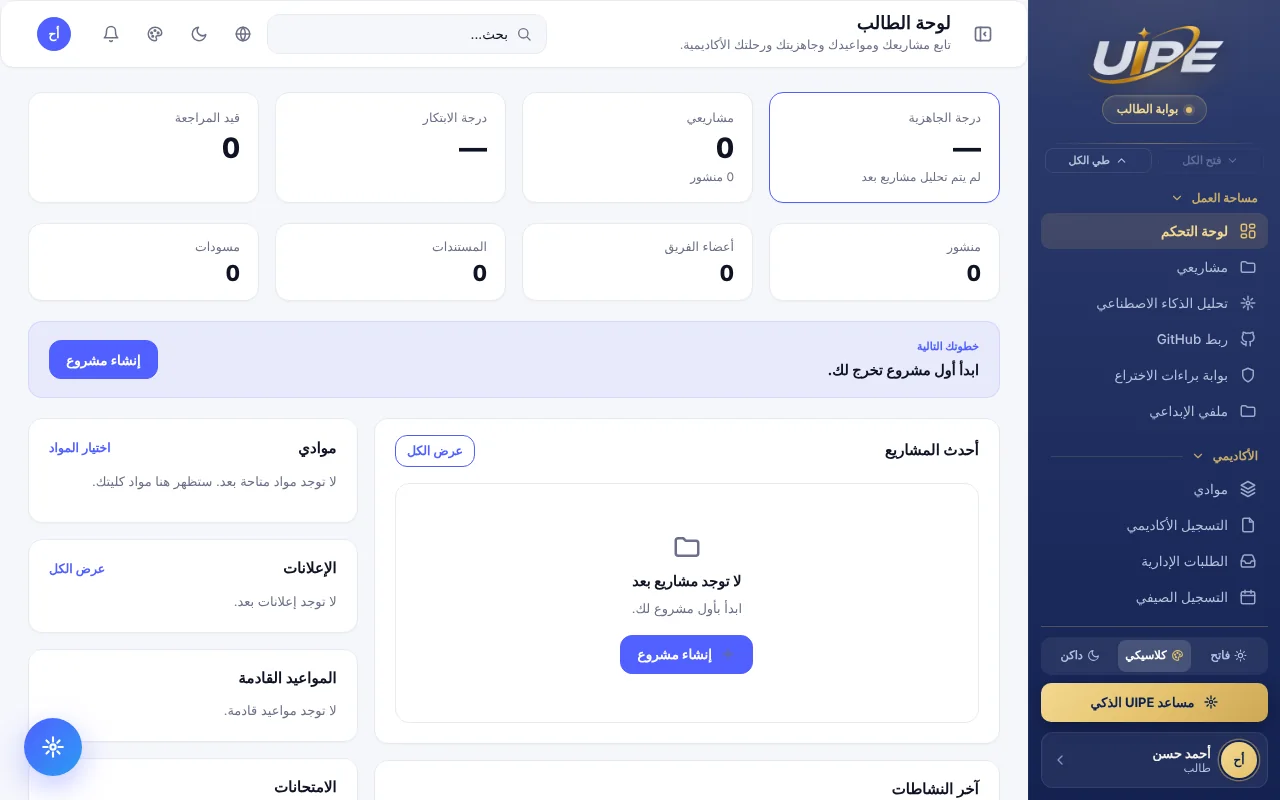 UIPE
بوابة الطالب
فتح الكل
طي الكل
مساحة العمل
لوحة التحكم
مشاريعي
تحليل الذكاء الاصطناعي
ربط GitHub
بوابة براءات الاختراع
ملفي الإبداعي
الأكاديمي
موادي
التسجيل الأكاديمي
الطلبات الإدارية
التسجيل الصيفي
فاتح
كلاسيكي
داكن
مساعد UIPE الذكي
أح
أحمد حسن
طالب
لوحة الطالب
تابع مشاريعك ومواعيدك وجاهزيتك ورحلتك الأكاديمية.
بحث...
أح
درجة الجاهزية
—
لم يتم تحليل مشاريع بعد
مشاريعي
0
0 منشور
درجة الابتكار
—
قيد المراجعة
0
منشور
0
أعضاء الفريق
0
المستندات
0
مسودات
0
خطوتك التالية
ابدأ أول مشروع تخرج لك.
إنشاء مشروع
أحدث المشاريع
عرض الكل
لا توجد مشاريع بعد
ابدأ بأول مشروع لك.
إنشاء مشروع
آخر النشاطات
موادي
اختيار المواد
لا توجد مواد متاحة بعد. ستظهر هنا مواد كليتك.
الإعلانات
عرض الكل
لا توجد إعلانات بعد.
المواعيد القادمة
لا توجد مواعيد قادمة.
الامتحانات